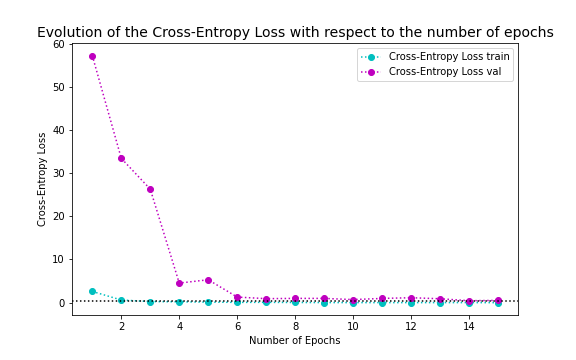 Evolution of the Cross-Entropy Loss with respect to the number of epochs
Cross-Entropy Loss train
Cross-Entropy Loss val
Cross-Entropy Loss
60
50
40
30
20
10
0
2 4 6 8 10 12 14
Number of Epochs